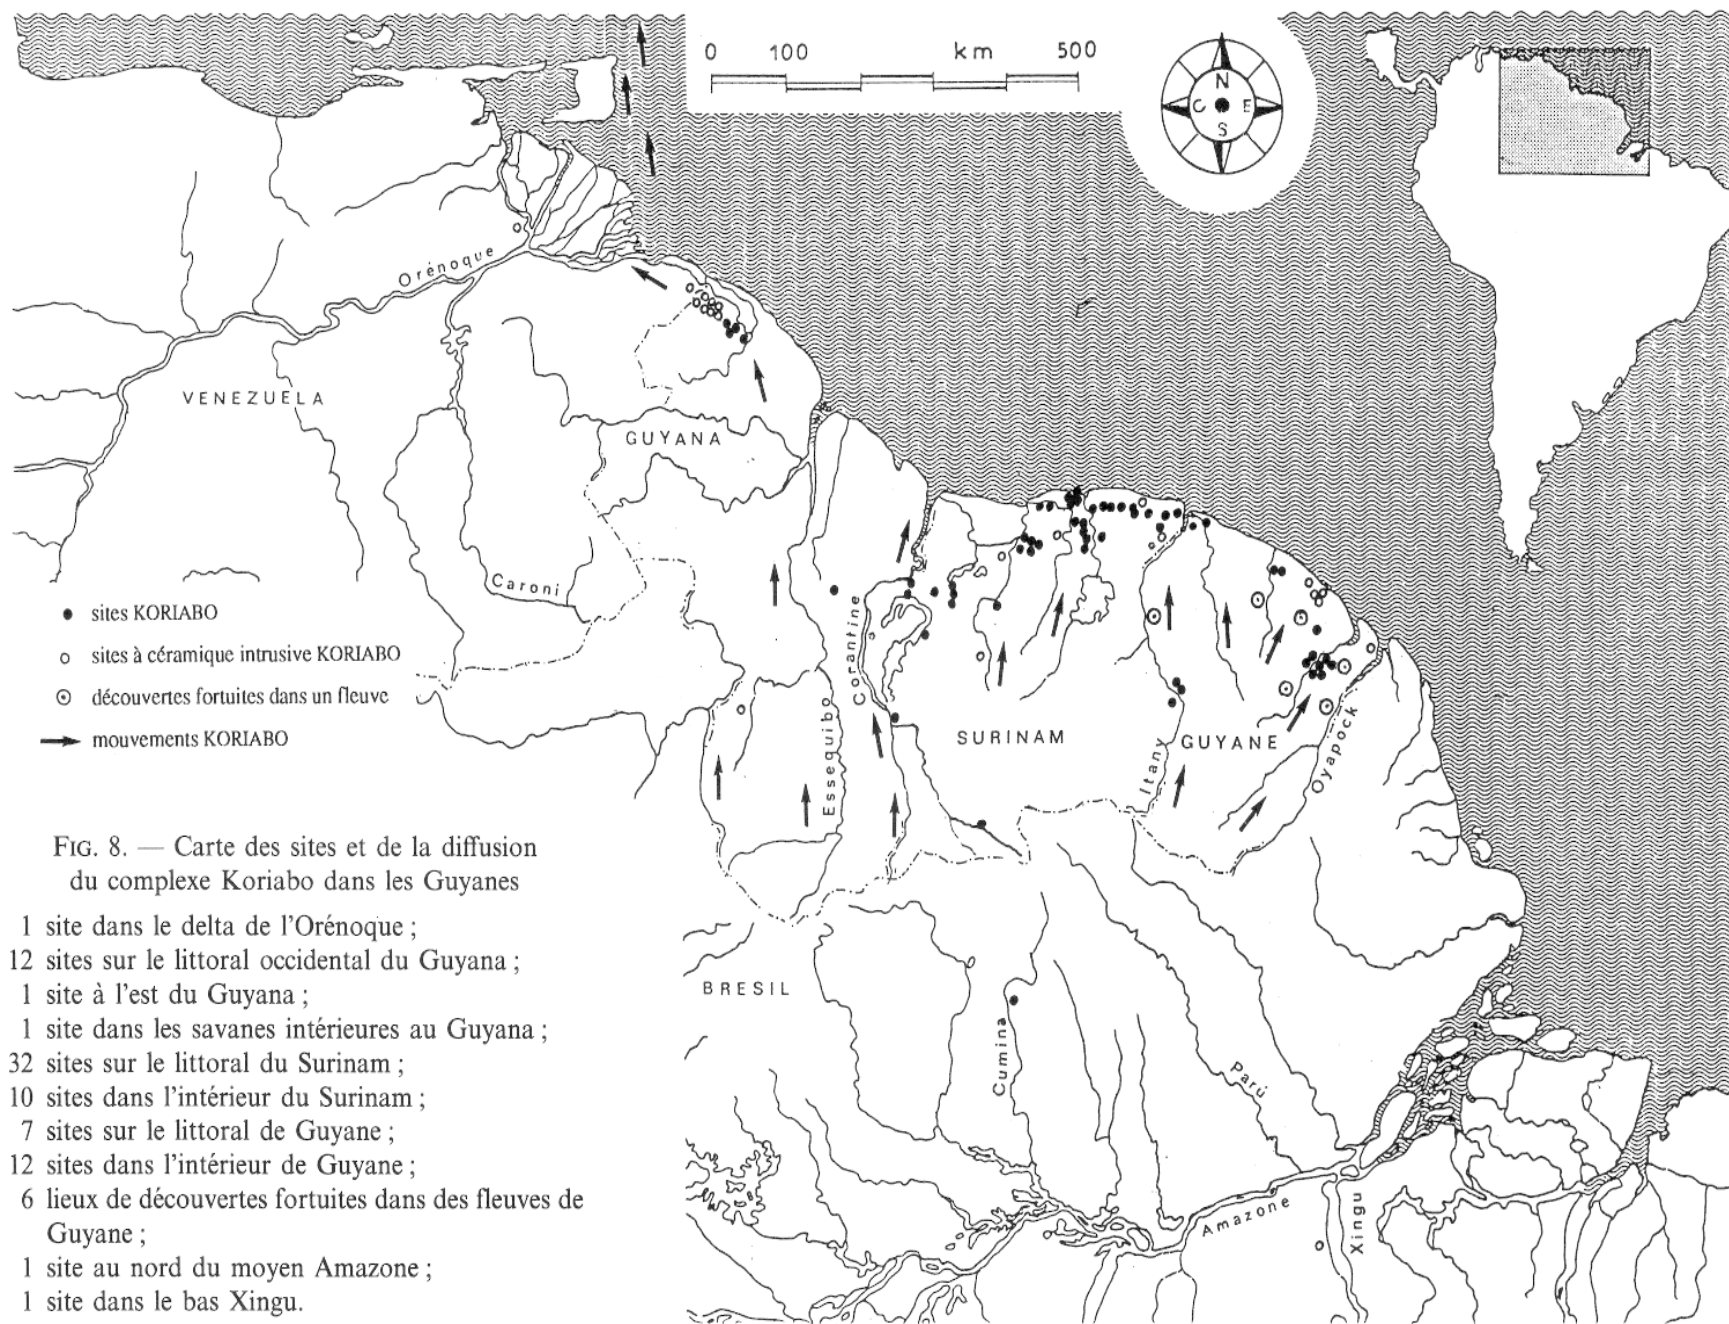 0 100 km 500
N
C E
S
Orénoque
VENEZUELA
GUYANA
Caroni
Corantine
Essequibo
SURINAM
Itany
GUYANE
Oyapock
BRESIL
Cumina
Parú
Amazone
Xingu
sites KORIABO
sites à céramique intrusive KORIABO
découvertes fortuites dans un fleuve
mouvements KORIABO
FIG. 8. — Carte des sites et de la diffusion
du complexe Koriabo dans les Guyanes
1 site dans le delta de l'Orénoque ;
12 sites sur le littoral occidental du Guyana ;
1 site à l'est du Guyana ;
1 site dans les savanes intérieures au Guyana ;
32 sites sur le littoral du Surinam ;
10 sites dans l'intérieur du Surinam ;
7 sites sur le littoral de Guyane ;
12 sites dans l'intérieur de Guyane ;
6 lieux de découvertes fortuites dans des fleuves de
Guyane ;
1 site au nord du moyen Amazone ;
1 site dans le bas Xingu.